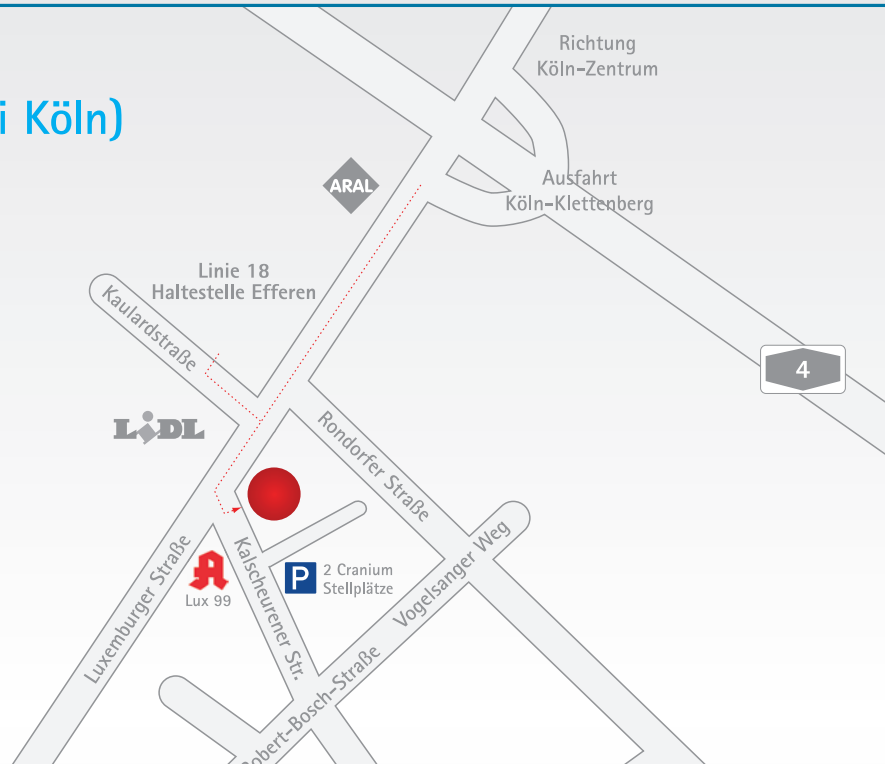 Richtung
Köln-Zentrum
i Köln)
ARAL
Ausfahrt
Köln-Klettenberg
Linie 18
Haltestelle Efferen
Kaulardstraße
4
LiDL
Rondorfer Straße
Luxemburger Straße
Kalscheurener Str.
Vogelsanger Weg
P
2 Cranium
Stellplätze
Lux 99
obert-Bosch-Straße